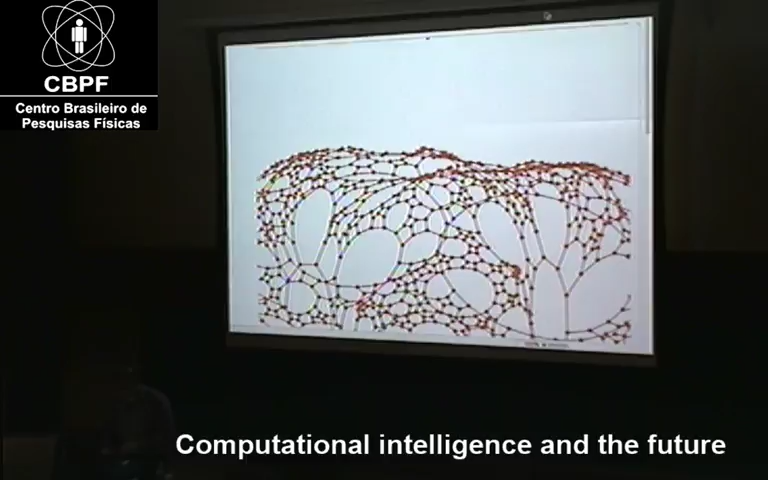 CBPF
Centro Brasileiro de
Pesquisas Físicas
Computational intelligence and the future